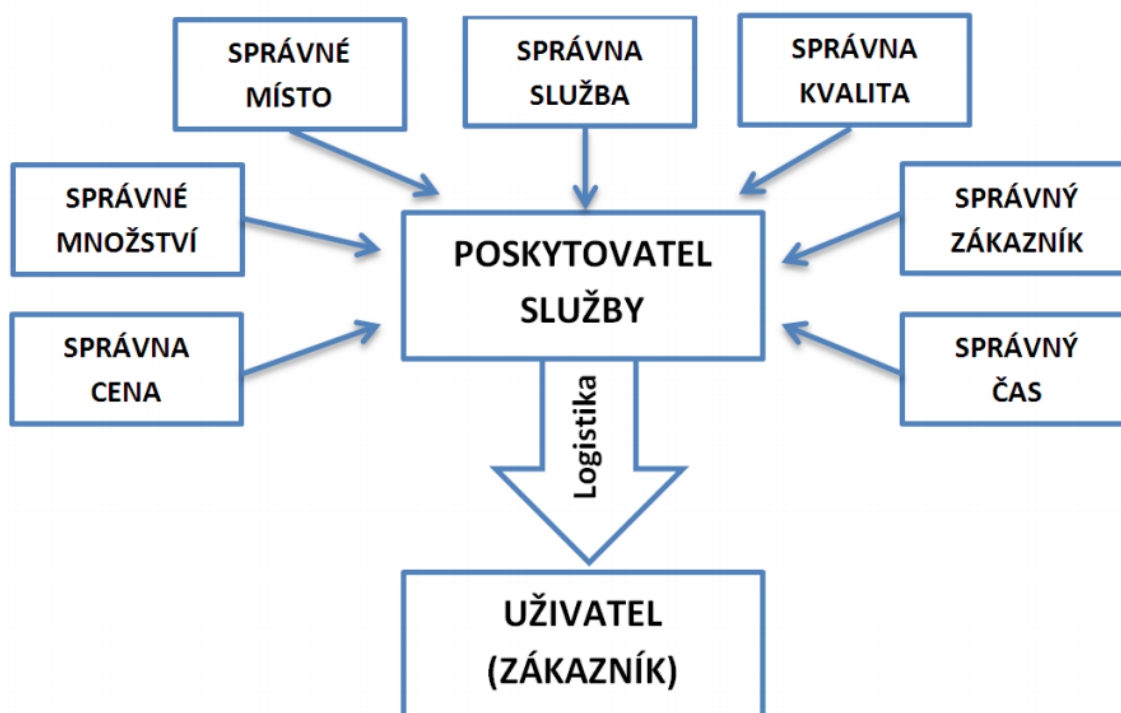 SPRÁVNÉ
MÍSTO
SPRÁVNA
SLUŽBA
SPRÁVNA
KVALITA
SPRÁVNÉ
MNOŽSTVÍ
SPRÁVNÝ
ZÁKAZNÍK
POSKYTOVATEL
SLUŽBY
SPRÁVNA
CENA
SPRÁVNÝ
ČAS
Logistika
UŽIVATEL
(ZÁKAZNÍK)